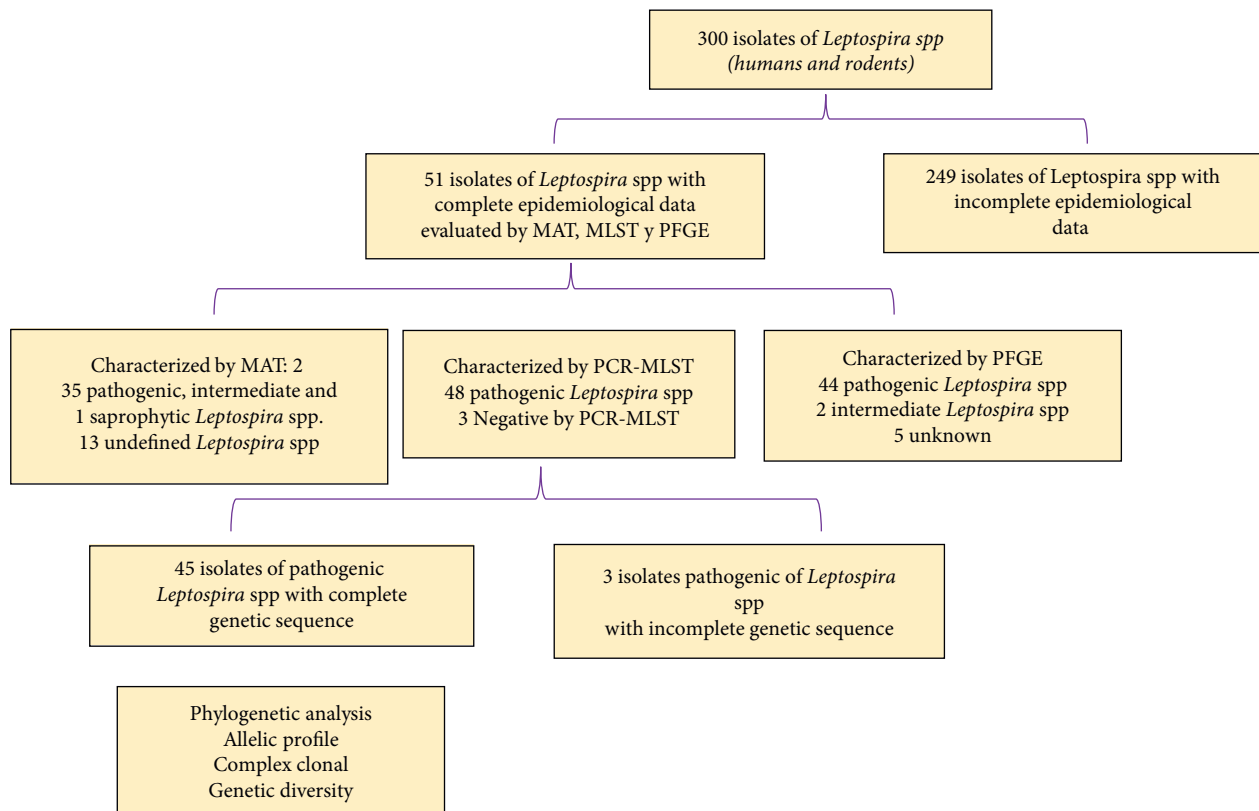 300 isolates of Leptospira spp
(humans and rodents)
51 isolates of Leptospira spp with
complete epidemiological data
evaluated by MAT, MLST y PFGE
249 isolates of Leptospira spp with
incomplete epidemiological
data
Characterized by MAT: 2
35 pathogenic, intermediate and
1 saprophytic Leptospira spp.
13 undefined Leptospira spp
Characterized by PCR-MLST
48 pathogenic Leptospira spp
3 Negative by PCR-MLST
Characterized by PFGE
44 pathogenic Leptospira spp
2 intermediate Leptospira spp
5 unknown
45 isolates of pathogenic
Leptospira spp with complete
genetic sequence
3 isolates pathogenic of Leptospira
spp
with incomplete genetic sequence
Phylogenetic analysis
Allelic profile
Complex clonal
Genetic diversity